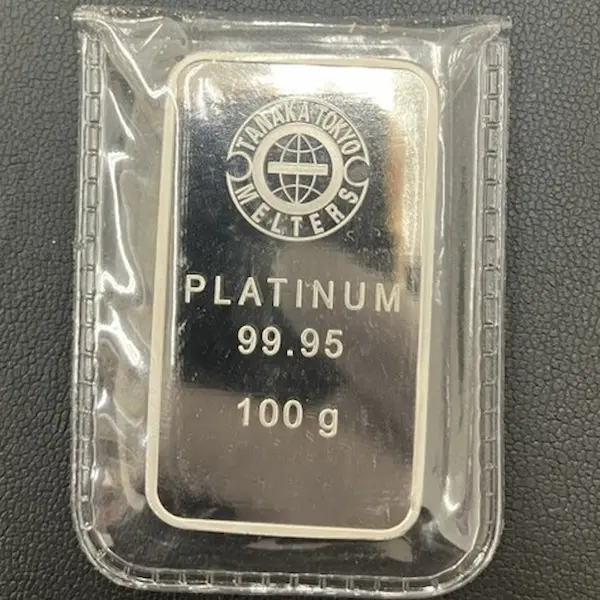 TANAKA TOKYO
MELTERS
PLATINUM
99.95
100 g